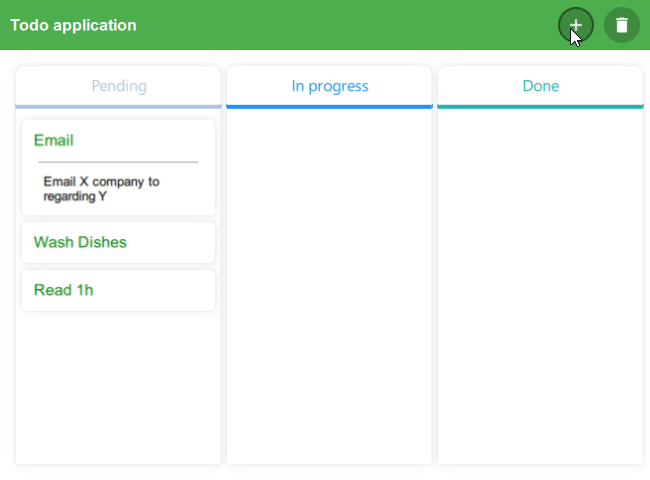 Todo application
Pending
In progress
Done
Email
Email X company to
regarding Y
Wash Dishes
Read 1h